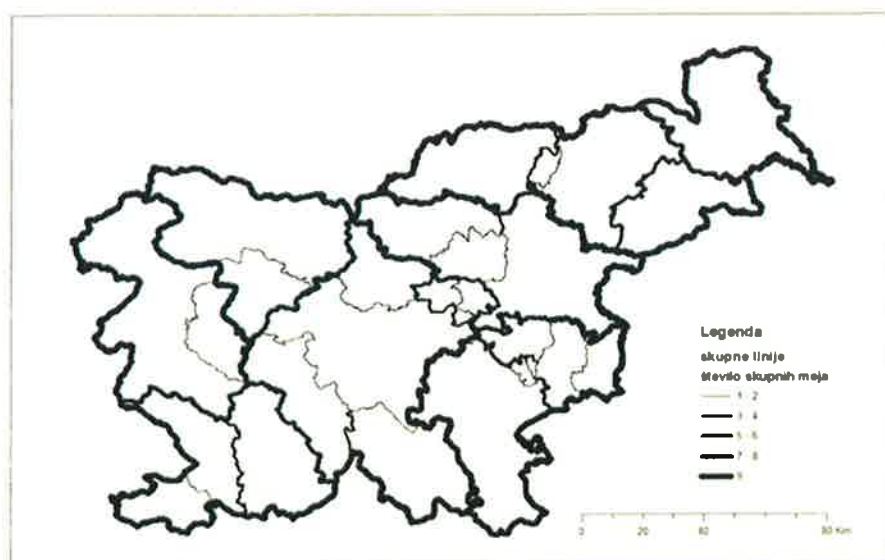 Legenda
skupne linije
število skupnih meja
1 - 2
3 - 4
5 - 6
7 - 8
9
0 20 40 80 Km